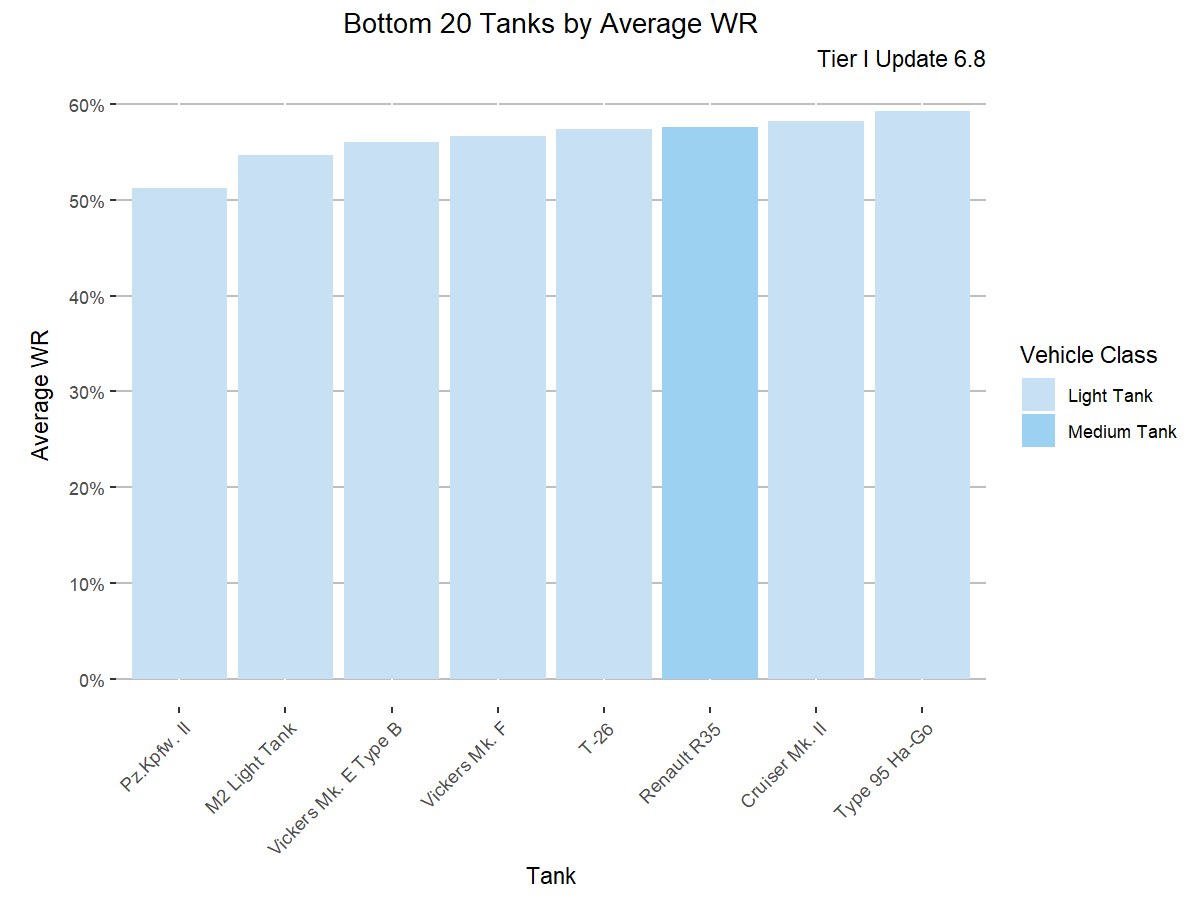 Bottom 20 Tanks by Average WR
Tier I Update 6.8
Average WR
60%
50%
40%
30%
20%
10%
0%
Pz.Kpfw. II
M2 Light Tank
Vickers Mk. E Type B
Vickers Mk. F
T-26
Renault R35
Cruiser Mk. II
Type 95 Ha-Go
Tank
Vehicle Class
Light Tank
Medium Tank